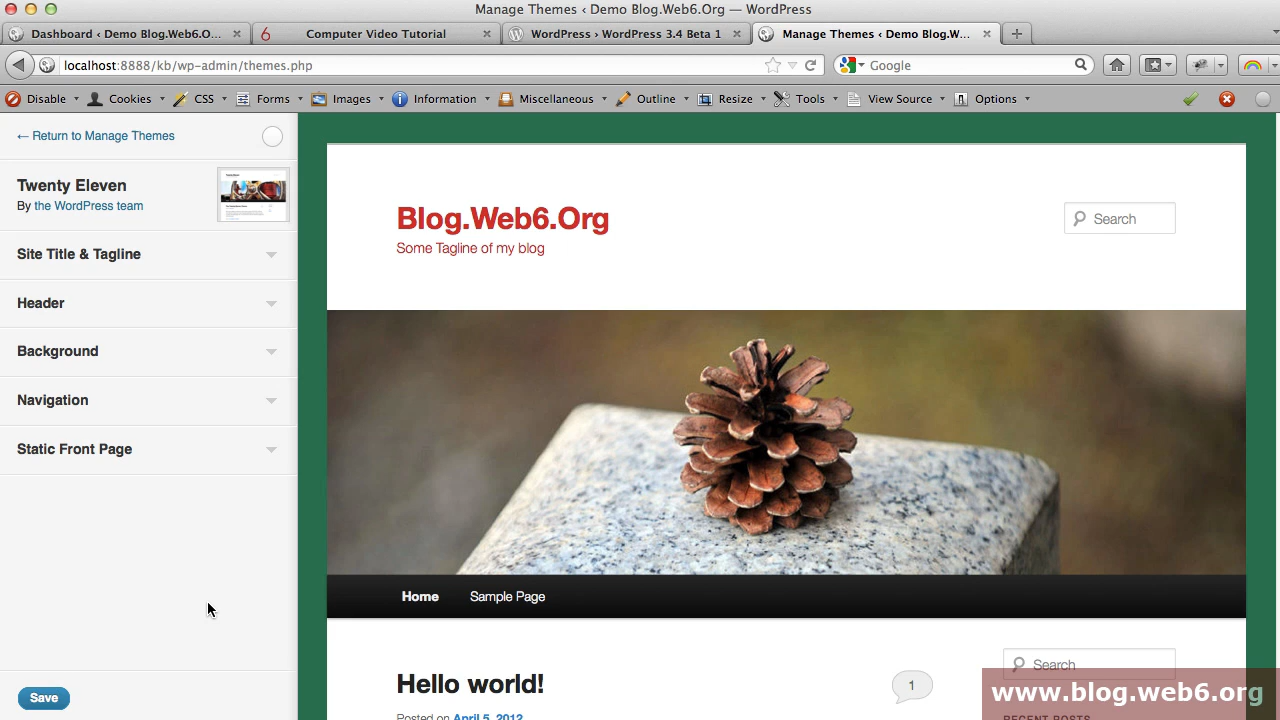 Manage Themes ‹ Demo Blog.Web6.Org — WordPress
Dashboard ‹ Demo Blog.Web6.O...
Computer Video Tutorial
WordPress › WordPress 3.4 Beta 1
Manage Themes ‹ Demo Blog.W...
localhost:8888/kb/wp-admin/themes.php
Google
Disable
Cookies
CSS
Forms
Images
Information
Miscellaneous
Outline
Resize
Tools
View Source
Options
← Return to Manage Themes
Twenty Eleven
By the WordPress team
Site Title & Tagline
Header
Background
Navigation
Static Front Page
Save
Blog.Web6.Org
Some Tagline of my blog
Search
Home
Sample Page
Hello world!
1
Posted on April 5, 2012
Search
www.blog.web6.org
RECENT POSTS